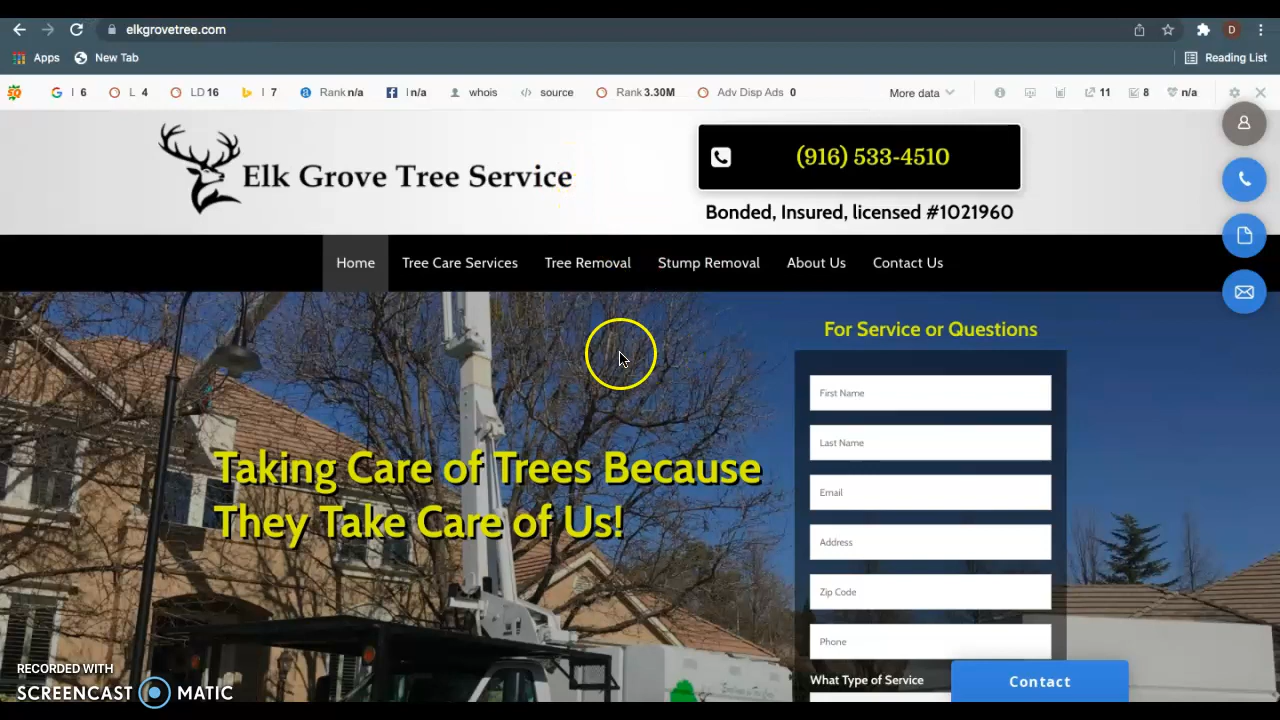 elkgrovetree.com
D
Apps
New Tab
Reading List
I 6
L 4
LD 16
I 7
Rank n/a
I n/a
whois
source
Rank 3.30M
Adv Disp Ads 0
More data
11
8
n/a
Elk Grove Tree Service
(916) 533-4510
Bonded, Insured, licensed #1021960
Home
Tree Care Services
Tree Removal
Stump Removal
About Us
Contact Us
For Service or Questions
Taking Care of Trees Because
They Take Care of Us!
First Name
Last Name
Email
Address
Zip Code
Phone
What Type of Service
Contact
RECORDED WITH
SCREENCAST MATIC